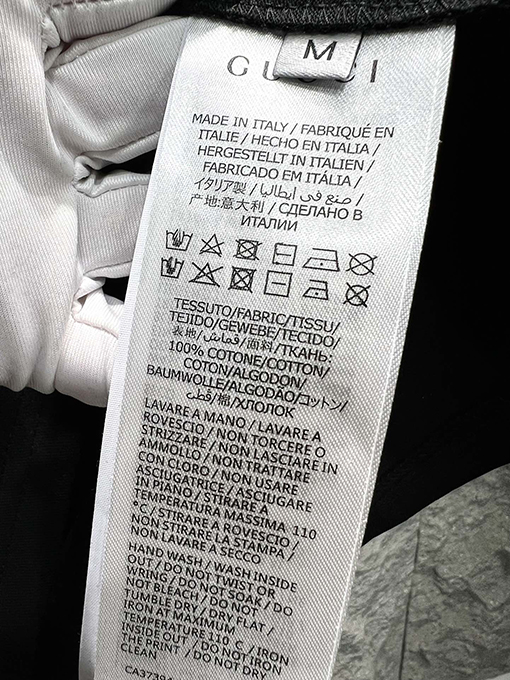 M
GUCCI
MADE IN ITALY / FABRIQUÉ EN
ITALIE / HECHO EN ITALIA /
HERGESTELLT IN ITALIEN /
FABRICADO EM ITÁLIA /
イタリア製 / صنع في إيطاليا /
产地:意大利 / СДЕЛАНО В
ИТАЛИИ
TESSUTO/FABRIC/TISSU/
TEJIDO/GEWEBE/TECIDO/
表地/قماش/面料/ТКАНЬ:
100% COTONE/COTTON/
COTON/ALGODON/
BAUMWOLLE/ALGODÃO/コットン/
قطن/棉/ХЛОПОК
LAVARE A MANO / LAVARE A
ROVESCIO / NON TORCERE O
STRIZZARE / NON LASCIARE IN
AMMOLLO / NON TRATTARE
CON CLORO / NON USARE
ASCIUGATRICE / ASCIUGARE
IN PIANO / STIRARE A
TEMPERATURA MASSIMA 110
°C / STIRARE A ROVESCIO /
NON STIRARE LA STAMPA /
NON LAVARE A SECCO
HAND WASH / WASH INSIDE
OUT / DO NOT TWIST OR
WRING / DO NOT SOAK / DO
NOT BLEACH / DO NOT
TUMBLE DRY / DRY FLAT /
IRON AT MAXIMUM
TEMPERATURE 110 °C / IRON
INSIDE OUT / DO NOT IRON
THE PRINT / DO NOT DRY
CLEAN